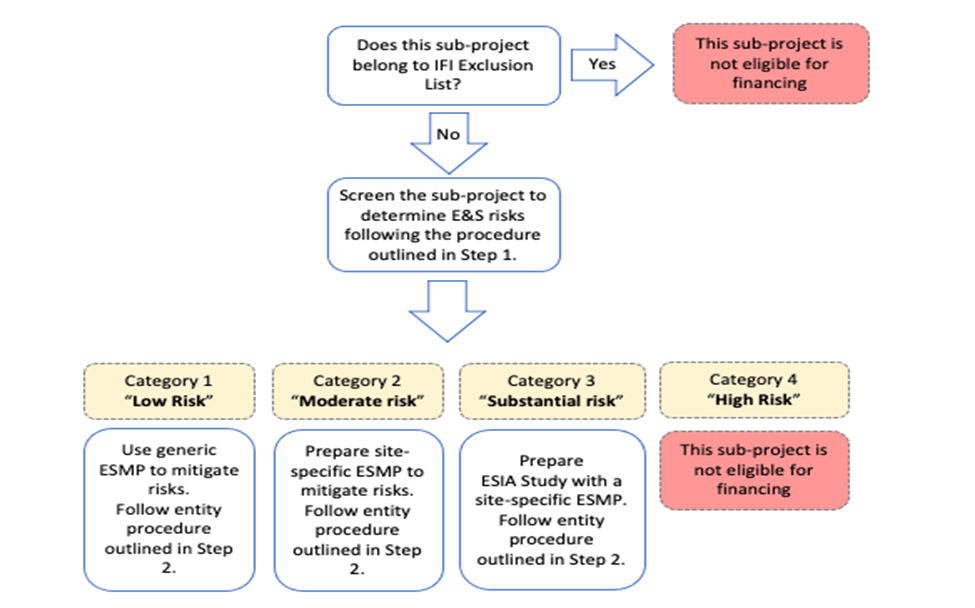 Does this sub-project
belong to IFI Exclusion
List?
Yes
This sub-project is
not eligible for
financing
No
Screen the sub-project to
determine E&S risks
following the procedure
outlined in Step 1.
Category 1
“Low Risk”
Use generic
ESMP to mitigate
risks.
Follow entity
procedure
outlined in Step
2.
Category 2
“Moderate risk”
Prepare site-
specific ESMP to
mitigate risks.
Follow entity
procedure
outlined in Step
2.
Category 3
“Substantial risk”
Prepare
ESIA Study with a
site-specific ESMP.
Follow entity
procedure
outlined in Step 2.
Category 4
“High Risk”
This sub-project is
not eligible for
financing